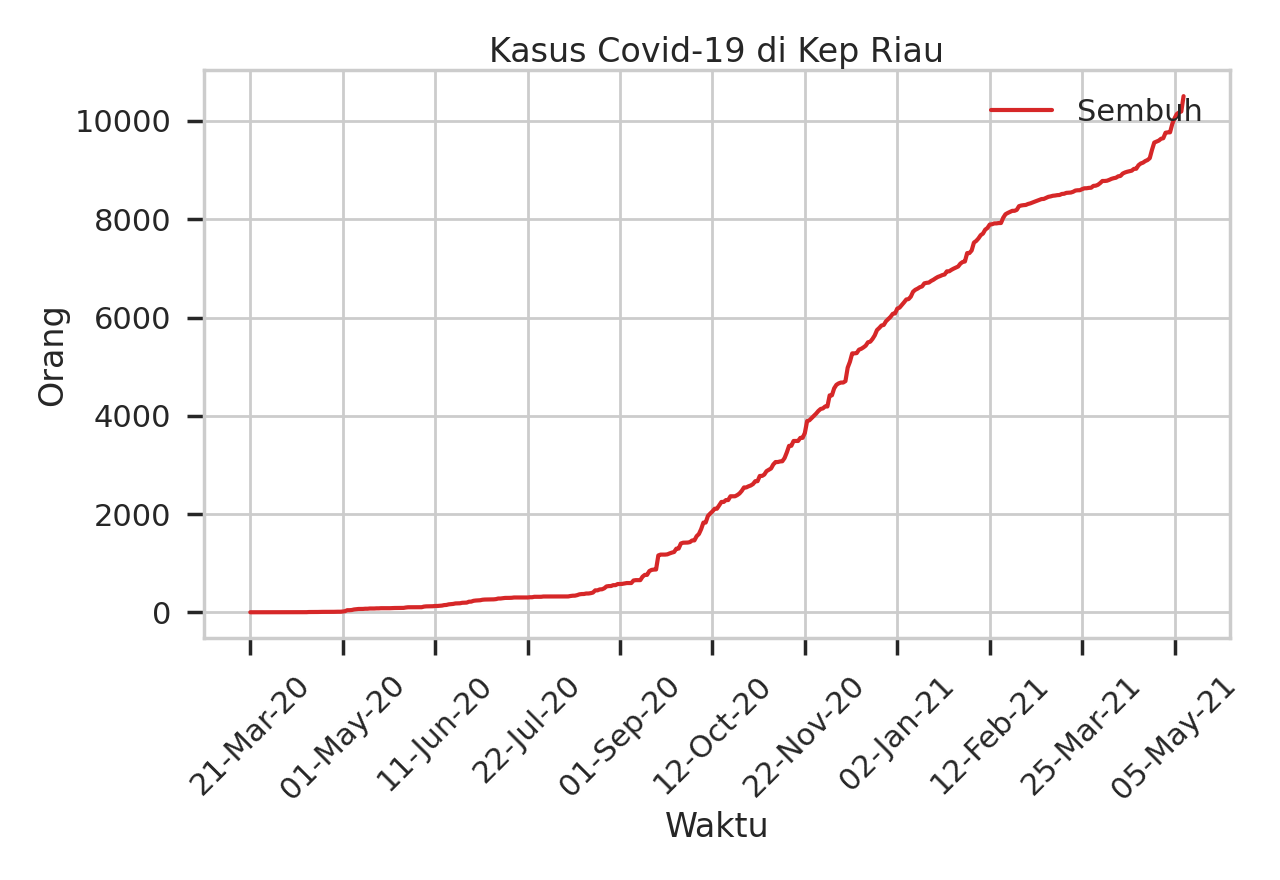 Kasus Covid-19 di Kep Riau
Sembuh
10000
8000
6000
4000
2000
0
Orang
21-Mar-20
01-May-20
11-Jun-20
22-Jul-20
01-Sep-20
12-Oct-20
22-Nov-20
02-Jan-21
12-Feb-21
25-Mar-21
05-May-21
Waktu